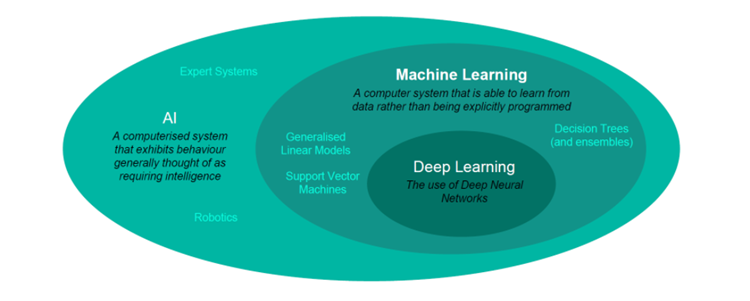 Expert Systems
AI
A computerised system
that exhibits behaviour
generally thought of as
requiring intelligence
Robotics
Machine Learning
A computer system that is able to learn from
data rather than being explicitly programmed
Generalised
Linear Models
Support Vector
Machines
Decision Trees
(and ensembles)
Deep Learning
The use of Deep Neural
Networks